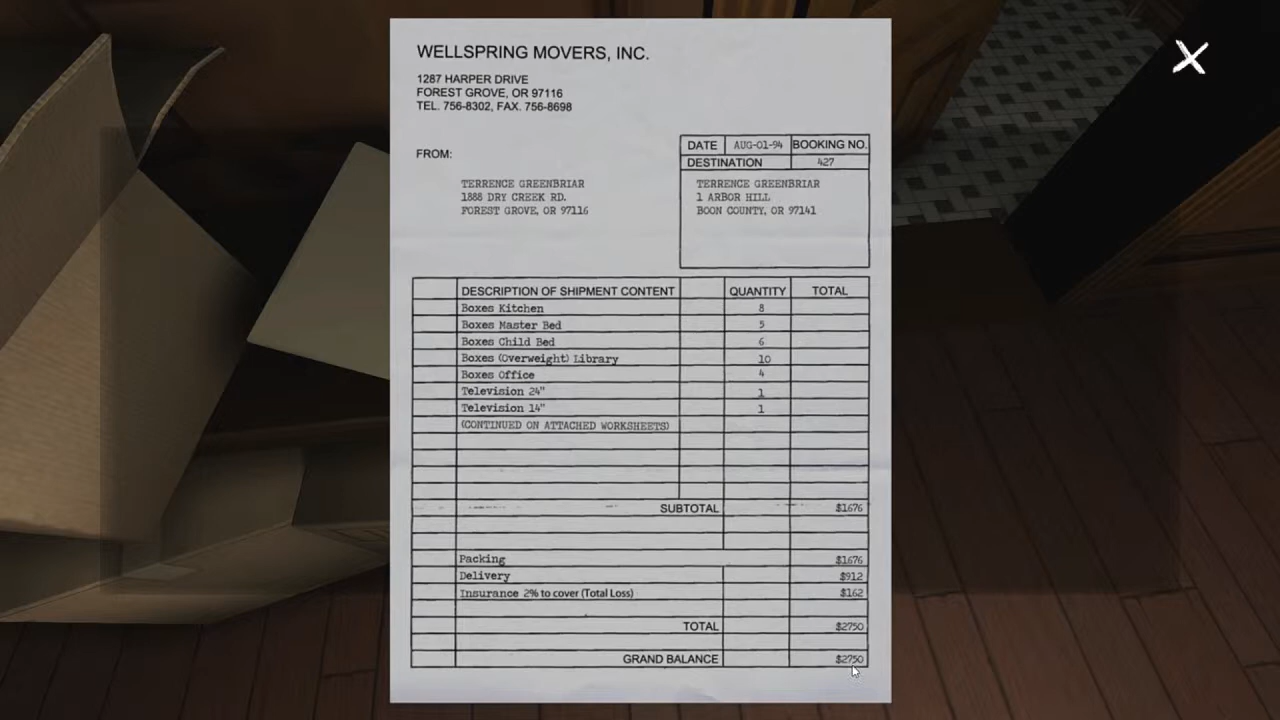 WELLSPRING MOVERS, INC.
1287 HARPER DRIVE
FOREST GROVE, OR 97116
TEL. 756-8302, FAX. 756-8698
DATE AUG-01-94 BOOKING NO.
FROM: DESTINATION 427
TERRENCE GREENBRIAR TERRENCE GREENBRIAR
1888 DRY CREEK RD. 1 ARBOR HILL
FOREST GROVE, OR 97116 BOON COUNTY, OR 97141
DESCRIPTION OF SHIPMENT CONTENT QUANTITY TOTAL
Boxes Kitchen 8
Boxes Master Bed 5
Boxes Child Bed 6
Boxes (Overweight) Library 10
Boxes Office 4
Television 24" 1
Television 14" 1
(CONTINUED ON ATTACHED WORKSHEETS)
SUBTOTAL $1676
Packing $1676
Delivery $912
Insurance 2% to cover (Total Loss) $162
TOTAL $2750
GRAND BALANCE $2750